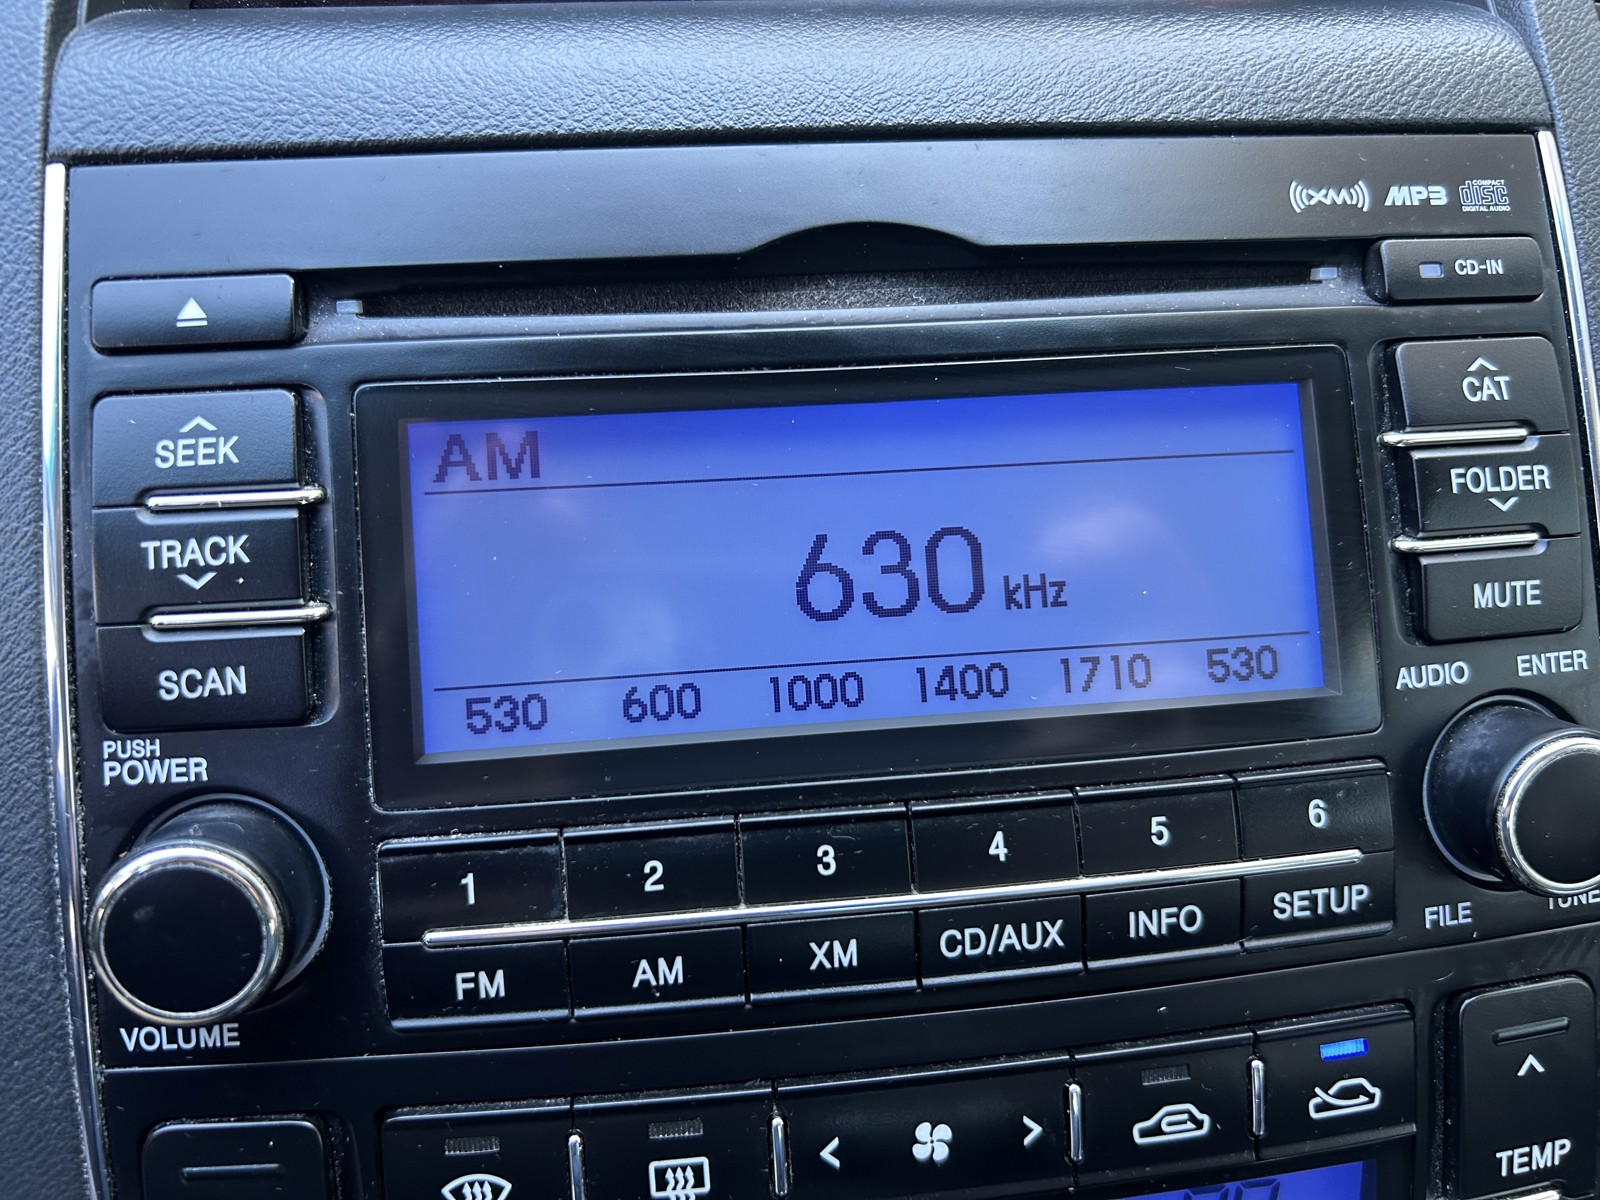 XM MP3 COMPACT disc DIGITAL AUDIO
CD-IN
SEEK
TRACK
SCAN
PUSH
POWER
VOLUME
AM
630 kHz
530 600 1000 1400 1710 530
CAT
FOLDER
MUTE
AUDIO ENTER
FILE TUNE
1 2 3 4 5 6
FM AM XM CD/AUX INFO SETUP
TEMP